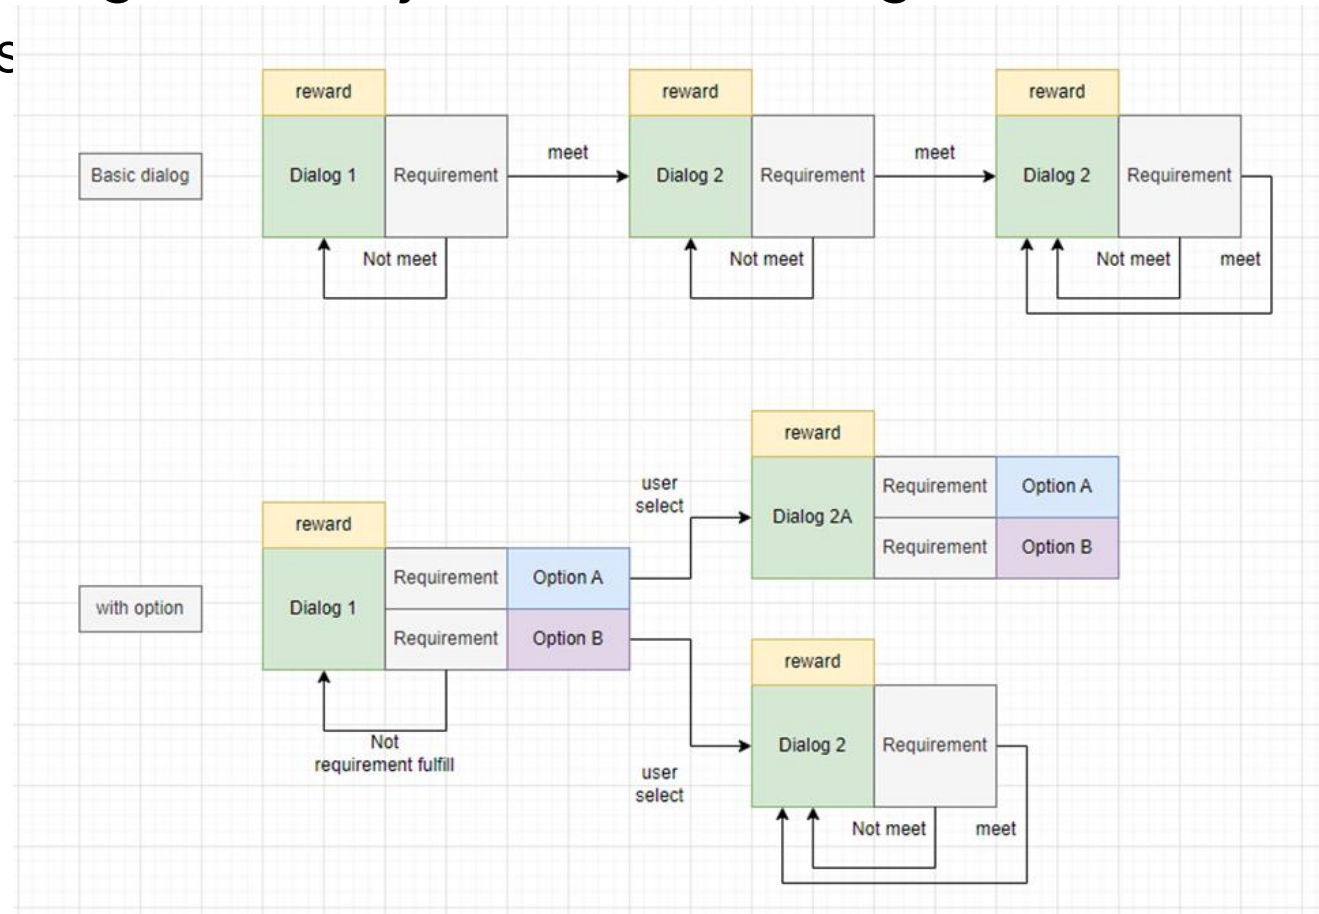 reward
reward
reward
Basic dialog
Dialog 1
Requirement
meet
Dialog 2
Requirement
meet
Dialog 2
Requirement
Not meet
Not meet
Not meet
meet
reward
user
select
Requirement
Option A
Dialog 2A
Requirement
Option B
reward
with option
Dialog 1
Requirement
Option A
Requirement
Option B
Not
requirement fulfill
user
select
reward
Dialog 2
Requirement
Not meet
meet